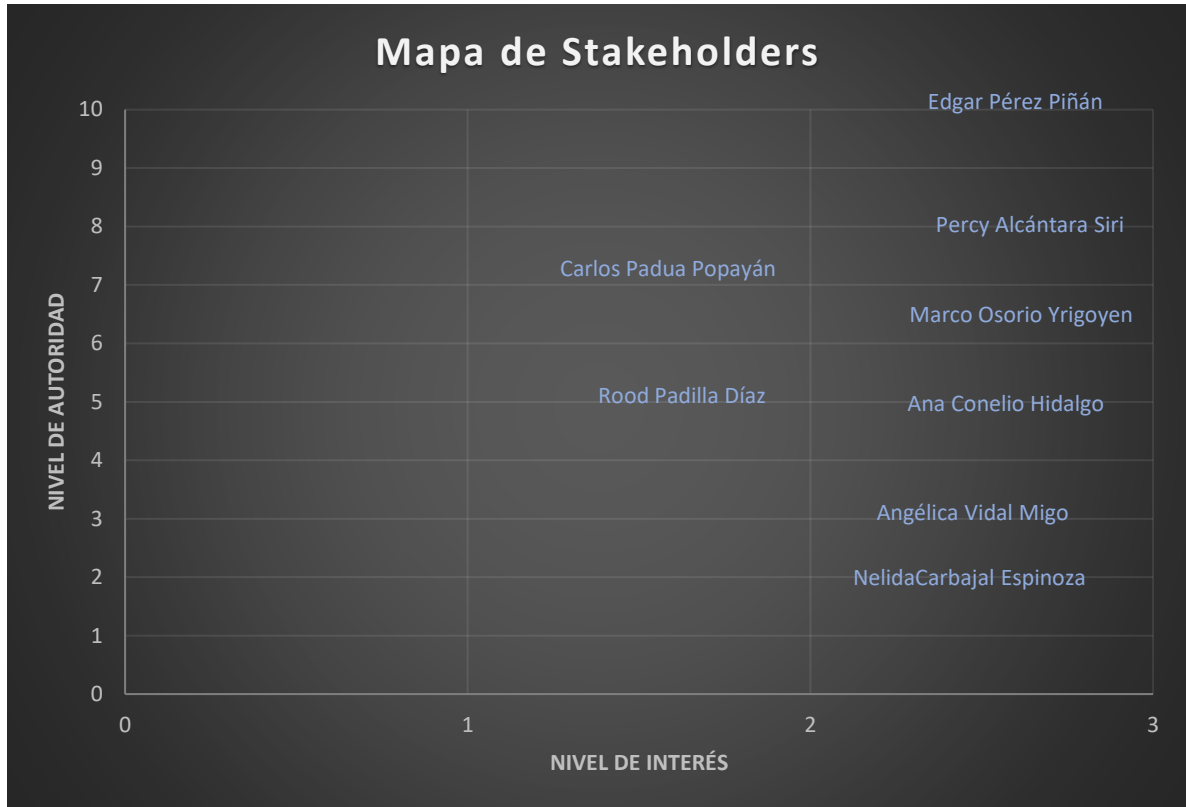 Mapa de Stakeholders
Edgar Pérez Piñán
10
9
Percy Alcántara Siri
8
Carlos Padua Popayán
7
Marco Osorio Yrigoyen
6
Rood Padilla Díaz
Ana Conelio Hidalgo
5
4
Angélica Vidal Migo
3
NelidaCarbajal Espinoza
2
1
0
NIVEL DE AUTORIDAD
0 1 2 3
NIVEL DE INTERÉS